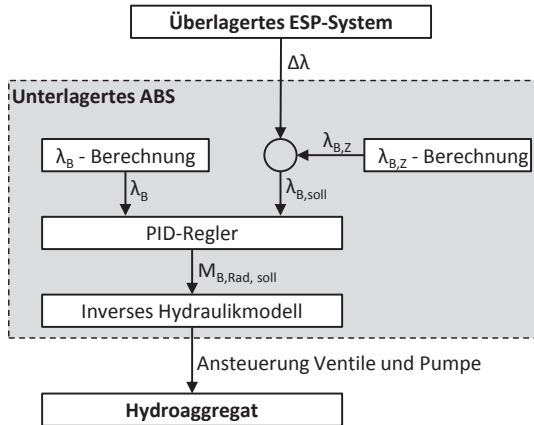 Überlagertes ESP-System
Δλ
Unterlagertes ABS
λB - Berechnung
λB,Z
λB,Z - Berechnung
λB
λB,soll
PID-Regler
MB,Rad, soll
Inverses Hydraulikmodell
Ansteuerung Ventile und Pumpe
Hydroaggregat